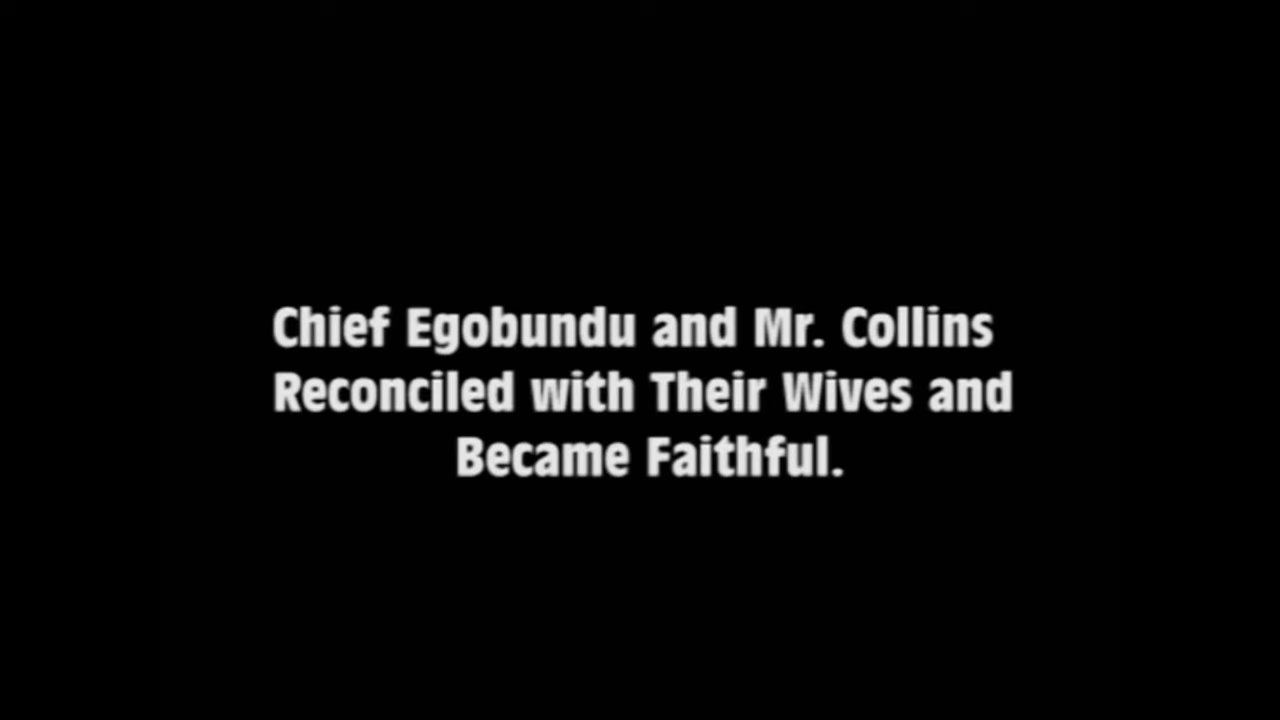 Chief Egobundu and Mr. Collins
Reconciled with Their Wives and
Became Faithful.